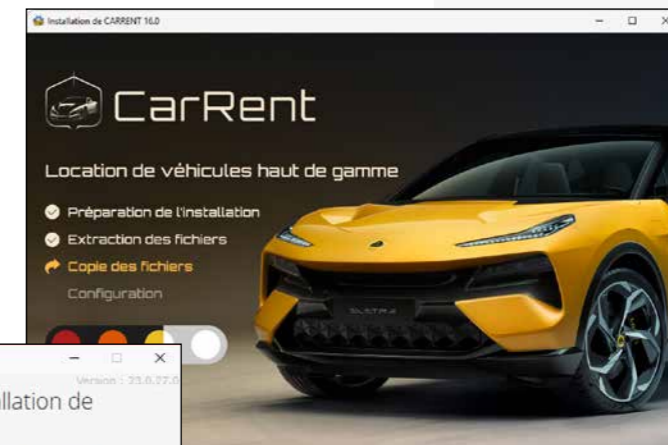 Installation de CARRENT 16.0
CarRent
Location de véhicules haut de gamme
Préparation de l'installation
Extraction des fichiers
Copie des fichiers
Configuration
ELETRE
Version : 23.0.27.0
llation de